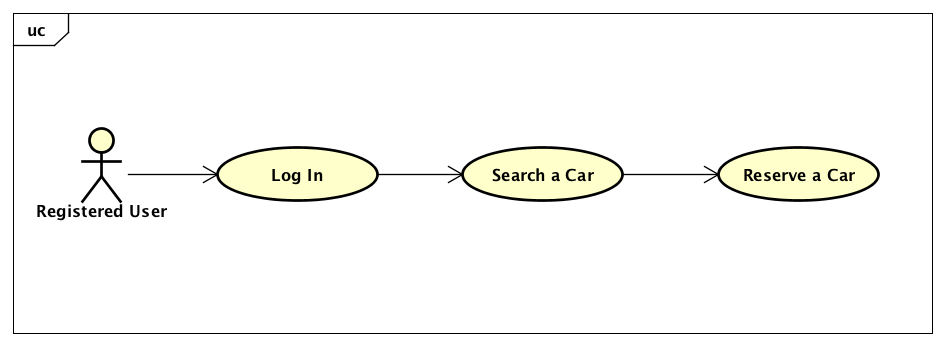 uc
Log In
Search a Car
Reserve a Car
Registered User